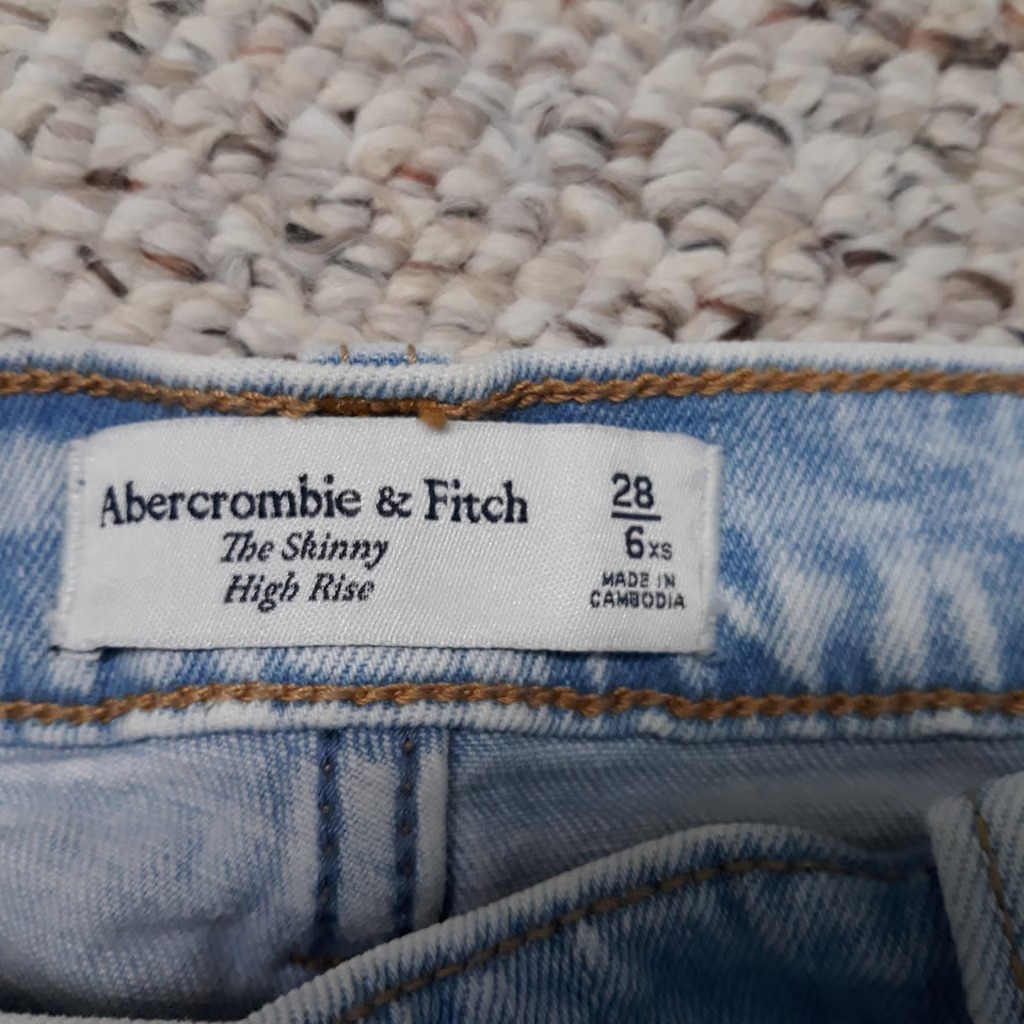 Abercrombie & Fitch
The Skinny
High Rise
28
6xs
MADE IN
CAMBODIA